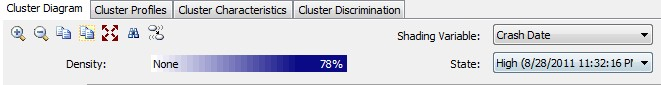 Cluster Diagram Cluster Profiles Cluster Characteristics Cluster Discrimination
Shading Variable: Crash Date
Density: None 78% State: High (8/28/2011 11:32:16 PM